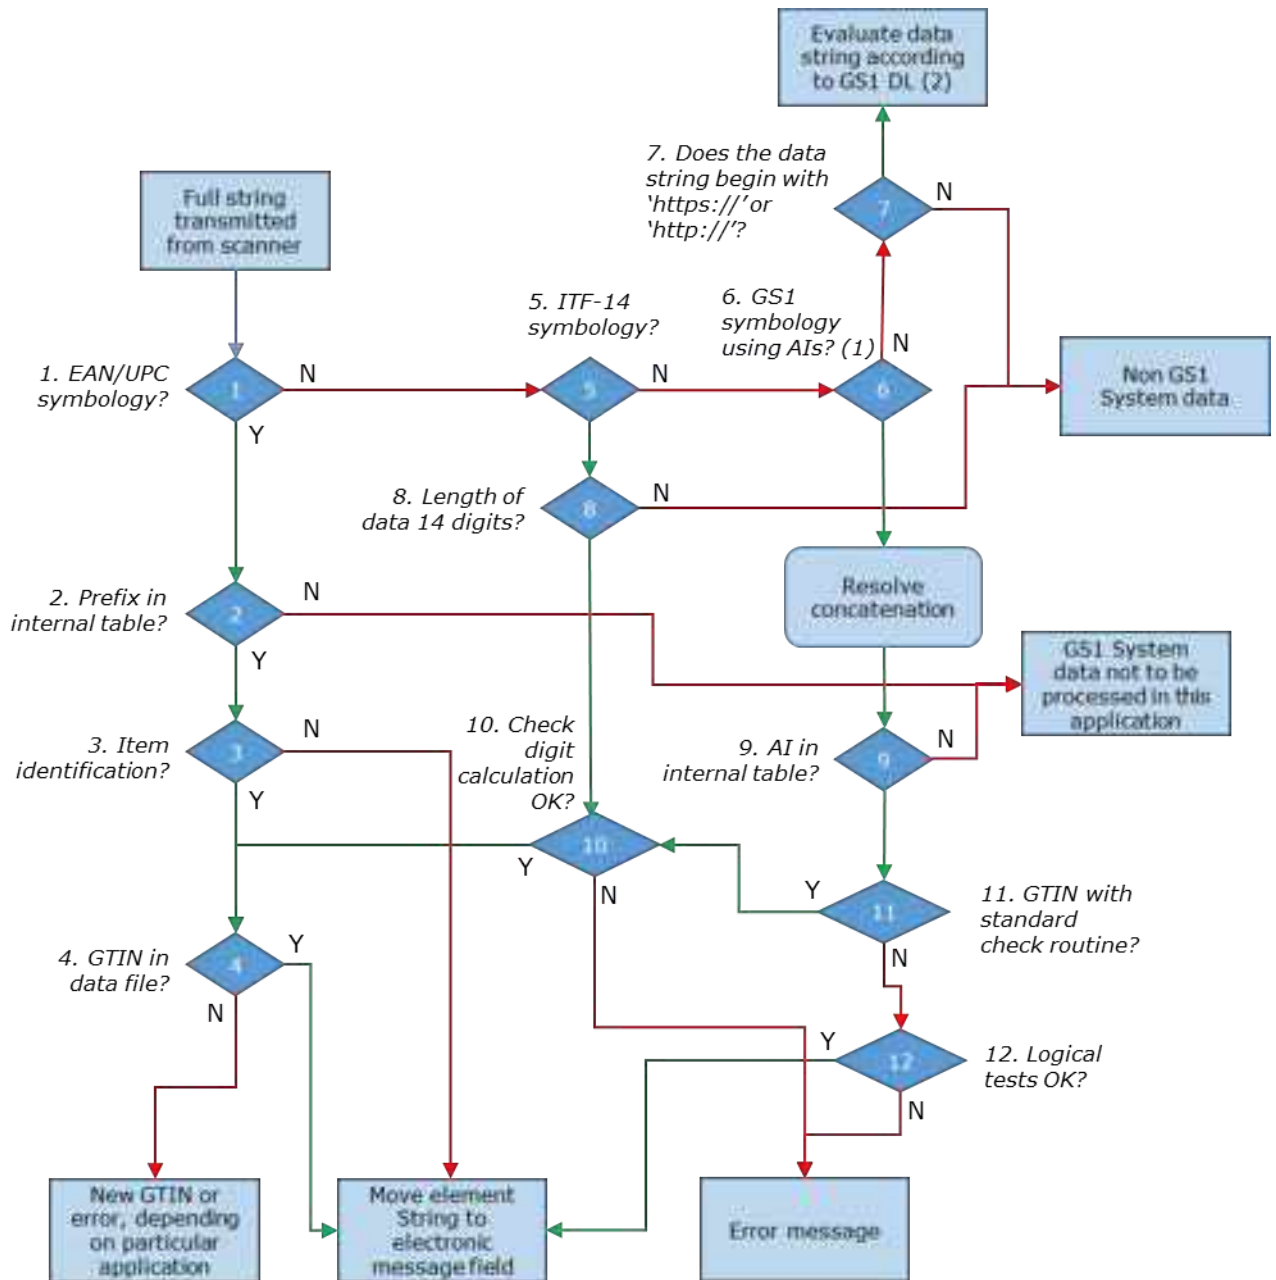 Evaluate data
string according
to GS1 DL (2)
7. Does the data
string begin with
‘https://’ or
‘http://’?
7
N
Full string
transmitted
from scanner
5. ITF-14
symbology?
6. GS1
symbology
using AIs? (1)
N
1. EAN/UPC
symbology?
1
N
Y
5
N
6
Non GS1
System data
8. Length of
data 14 digits?
8
N
Resolve
concatenation
2. Prefix in
internal table?
2
N
Y
GS1 System
data not to be
processed in this
application
3. Item
identification?
3
N
Y
10. Check
digit
calculation
OK?
9. AI in
internal table?
9
N
10
Y
N
Y
11
N
11. GTIN with
standard
check routine?
4. GTIN in
data file?
4
Y
N
Y
12
N
12. Logical
tests OK?
New GTIN or
error, depending
on particular
application
Move element
String to
electronic
message field
Error message